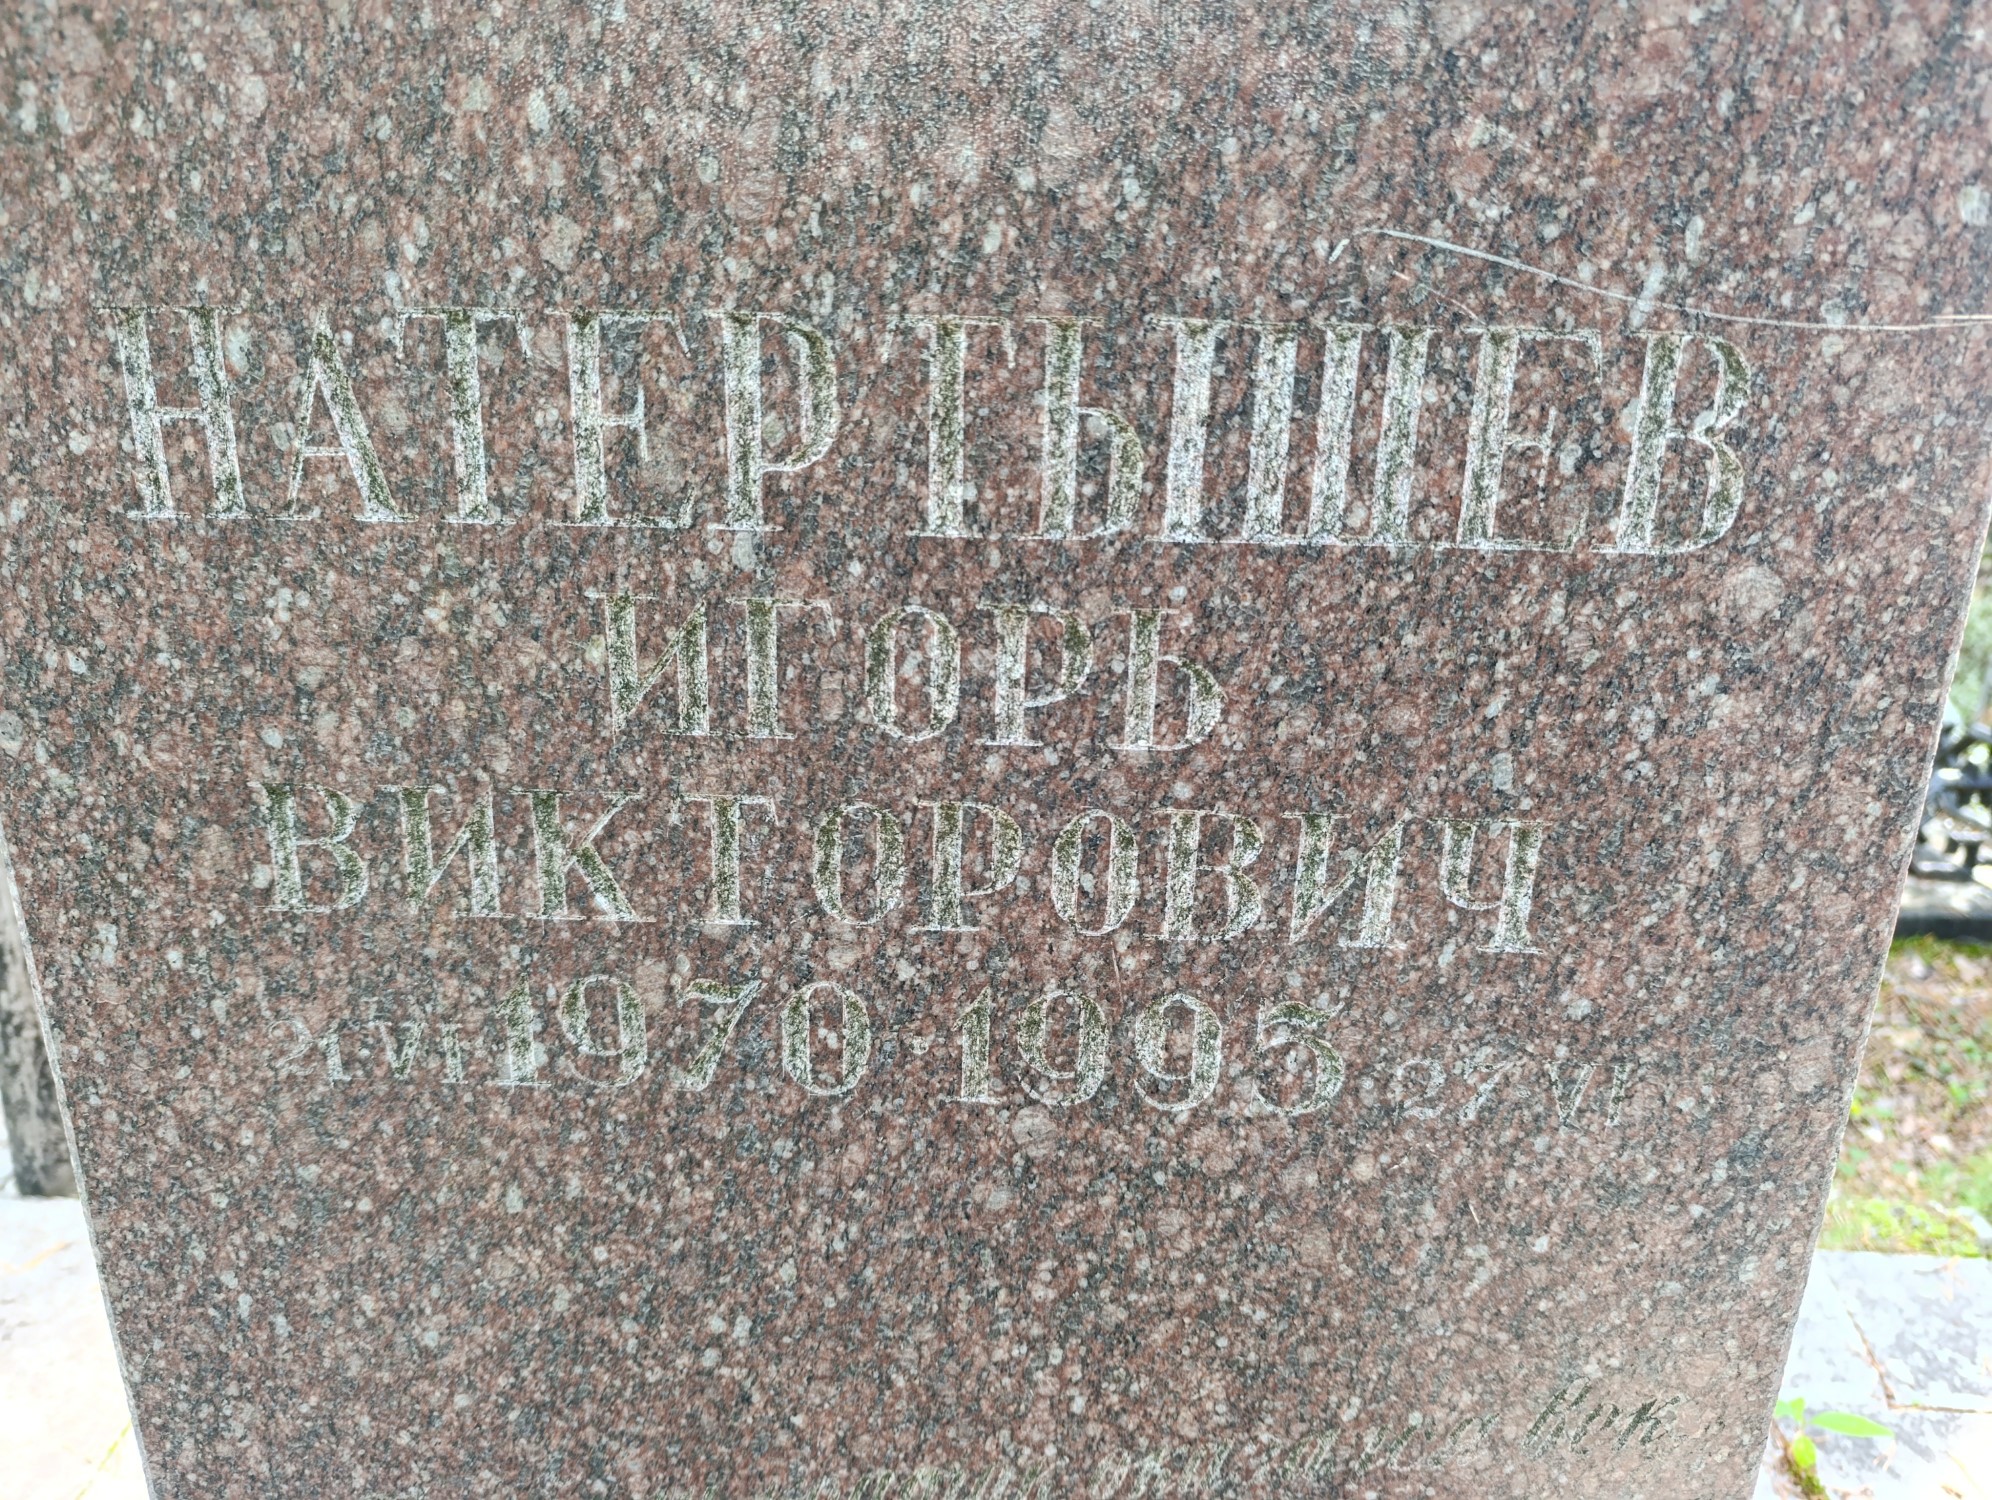 НАТЕРТЫШЕВ
ИГОРЬ
ВИКТОРОВИЧ
21 VI 1970 · 1995 27 VI